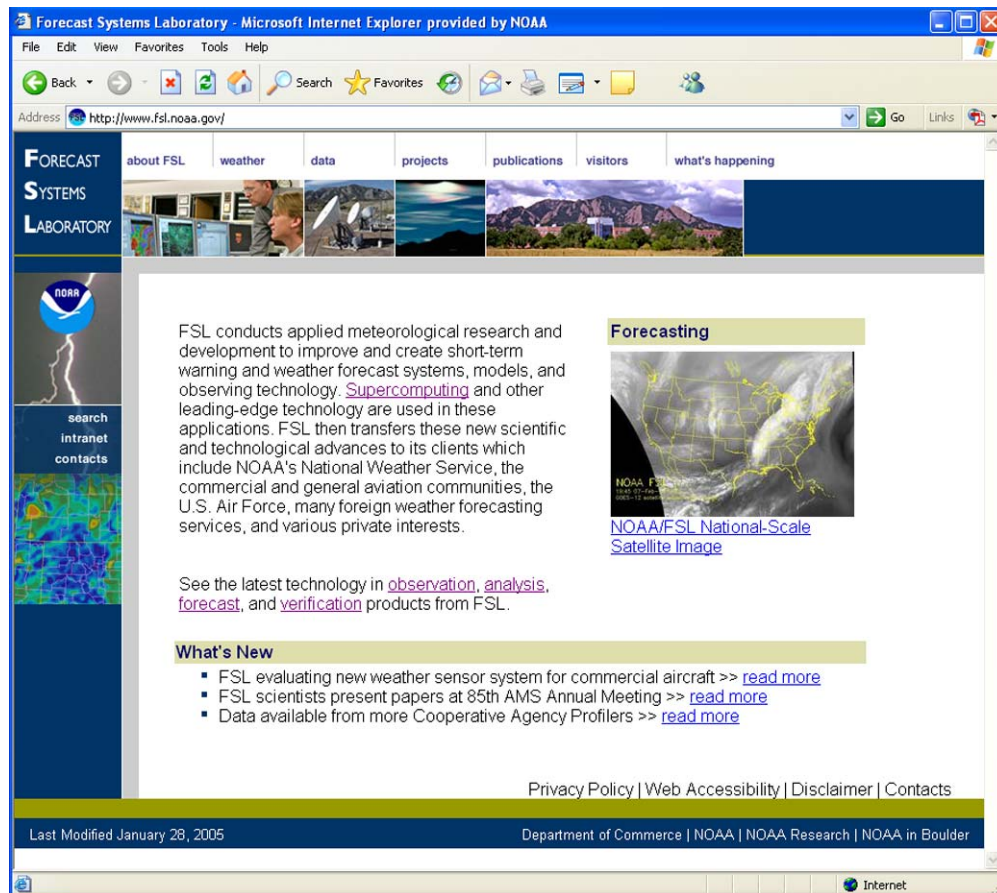 Forecast Systems Laboratory - Microsoft Internet Explorer provided by NOAA
File Edit View Favorites Tools Help
Back Search Favorites
Address http://www.fsl.noaa.gov/ Go Links
FORECAST
SYSTEMS
LABORATORY
about FSL weather data projects publications visitors what's happening
NOAA
search
intranet
contacts
FSL conducts applied meteorological research and
development to improve and create short-term
warning and weather forecast systems, models, and
observing technology. Supercomputing and other
leading-edge technology are used in these
applications. FSL then transfers these new scientific
and technological advances to its clients which
include NOAA's National Weather Service, the
commercial and general aviation communities, the
U.S. Air Force, many foreign weather forecasting
services, and various private interests.
See the latest technology in observation, analysis,
forecast, and verification products from FSL.
Forecasting
NOAA
NOAA/FSL National-Scale
Satellite Image
What's New
FSL evaluating new weather sensor system for commercial aircraft >> read more
FSL scientists present papers at 85th AMS Annual Meeting >> read more
Data available from more Cooperative Agency Profilers >> read more
Privacy Policy | Web Accessibility | Disclaimer | Contacts
Last Modified January 28, 2005
Department of Commerce | NOAA | NOAA Research | NOAA in Boulder
Internet